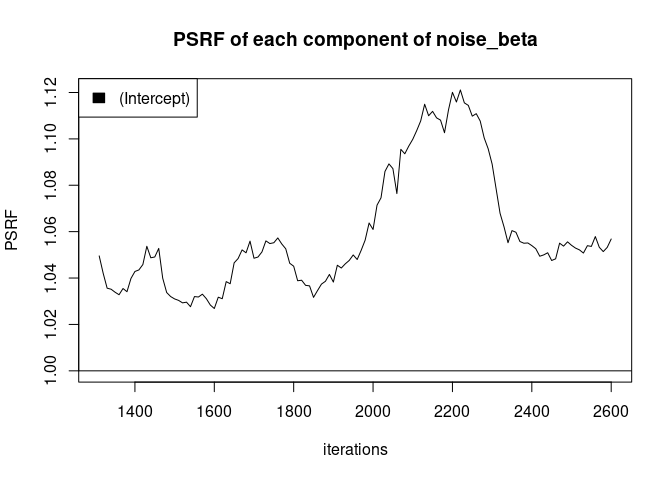 PSRF of each component of noise_beta
(Intercept)
PSRF
1.12
1.10
1.08
1.06
1.04
1.02
1.00
1400 1600 1800 2000 2200 2400 2600
iterations